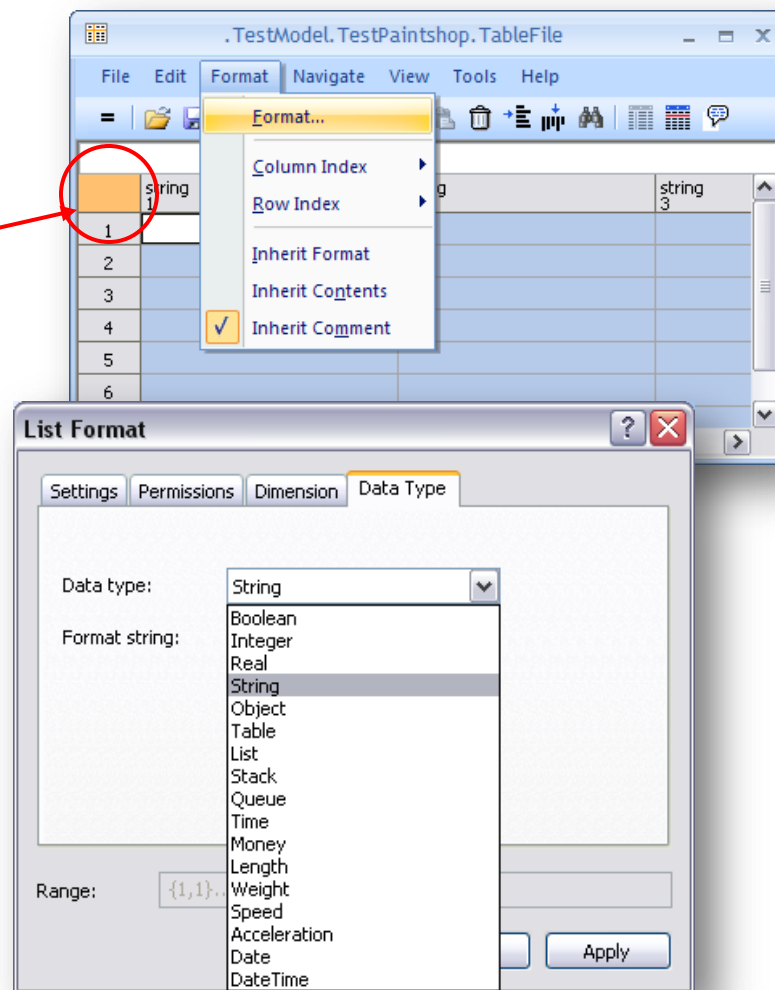 .TestModel.TestPaintshop.TableFile
File Edit Format Navigate View Tools Help
=
Format...
Column Index
Row Index
Inherit Format
Inherit Contents
Inherit Comment
string
1
g
string
3
1
2
3
4
5
6
List Format
?
Settings Permissions Dimension Data Type
Data type: String
Format string:
Boolean
Integer
Real
String
Object
Table
List
Stack
Queue
Time
Money
Length
Weight
Speed
Acceleration
Date
DateTime
Range: {1,1}..
Apply